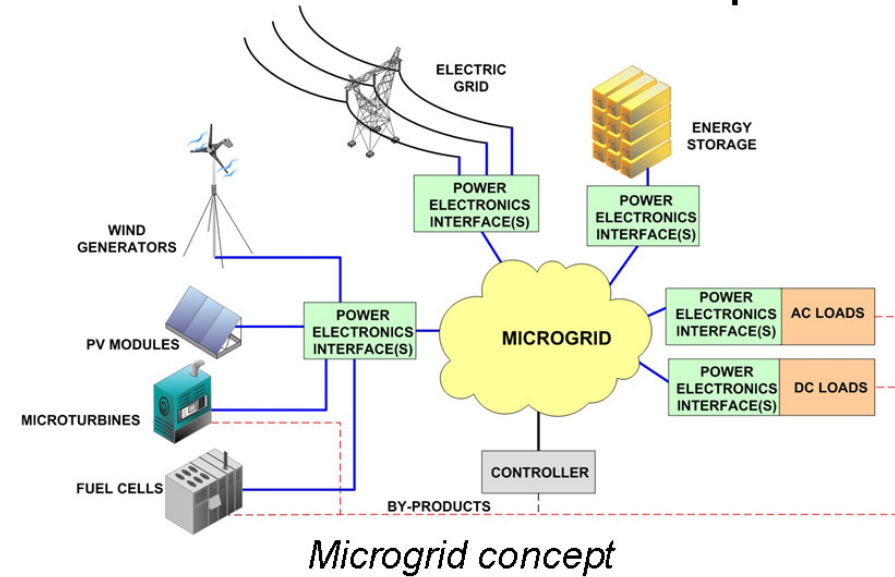 ELECTRIC
GRID
ENERGY
STORAGE
POWER
ELECTRONICS
INTERFACE(S)
POWER
ELECTRONICS
INTERFACE(S)
WIND
GENERATORS
POWER
ELECTRONICS
INTERFACE(S)
AC LOADS
POWER
ELECTRONICS
INTERFACE(S)
MICROGRID
PV MODULES
POWER
ELECTRONICS
INTERFACE(S)
DC LOADS
MICROTURBINES
CONTROLLER
FUEL CELLS
BY-PRODUCTS
Microgrid concept